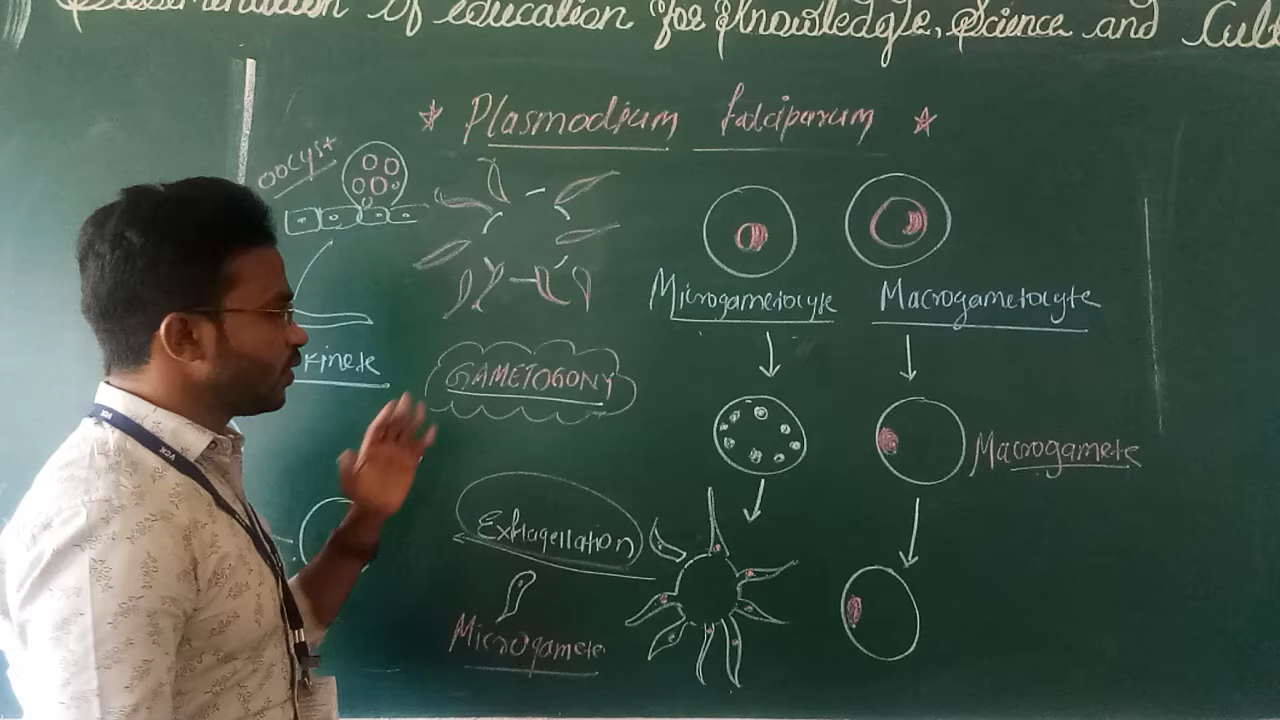 of education for Knowledge, Science and
★ Plasmodium falciparum ★
oocyst
Microgametocyte Macrogametocyte
kinete
GAMETOGONY
Macrogamete
Exflagellation
Microgamete